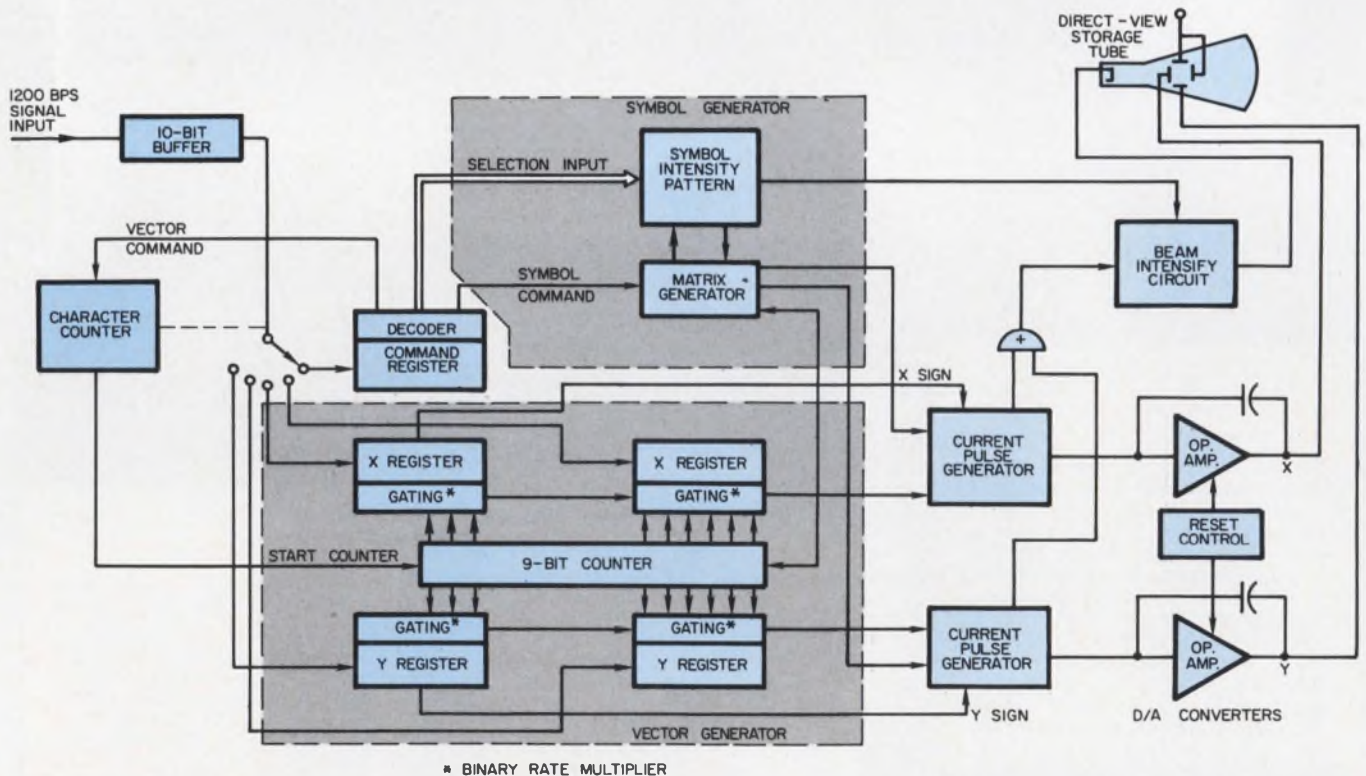 DIRECT-VIEW
STORAGE
TUBE
1200 BPS
SIGNAL
INPUT
10-BIT
BUFFER
SYMBOL GENERATOR
SELECTION INPUT
SYMBOL
INTENSITY
PATTERN
VECTOR
COMMAND
SYMBOL
COMMAND
MATRIX
GENERATOR
BEAM
INTENSIFY
CIRCUIT
CHARACTER
COUNTER
DECODER
COMMAND
REGISTER
+
X SIGN
X REGISTER
GATING*
X REGISTER
GATING*
CURRENT
PULSE
GENERATOR
OP.
AMP.
X
START COUNTER
9-BIT COUNTER
RESET
CONTROL
GATING*
Y REGISTER
GATING*
Y REGISTER
CURRENT
PULSE
GENERATOR
OP.
AMP.
Y
Y SIGN
D/A CONVERTERS
VECTOR GENERATOR
* BINARY RATE MULTIPLIER